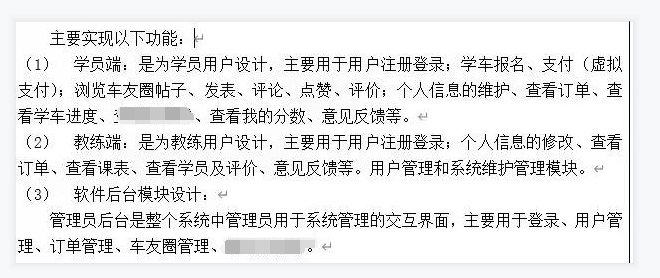 主要实现以下功能：
（1） 学员端：是为学员用户设计，主要用于用户注册登录；学车报名、支付（虚拟
支付）；浏览车友圈帖子、发表、评论、点赞、评价；个人信息的维护、查看订单、查
看学车进度、、查看我的分数、意见反馈等。
（2） 教练端：是为教练用户设计，主要用于用户注册登录；个人信息的修改、查看
订单、查看课表、查看学员及评价、意见反馈等。用户管理和系统维护管理模块。
（3） 软件后台模块设计：
管理员后台是整个系统中管理员用于系统管理的交互界面，主要用于登录、用户管
理、订单管理、车友圈管理、。